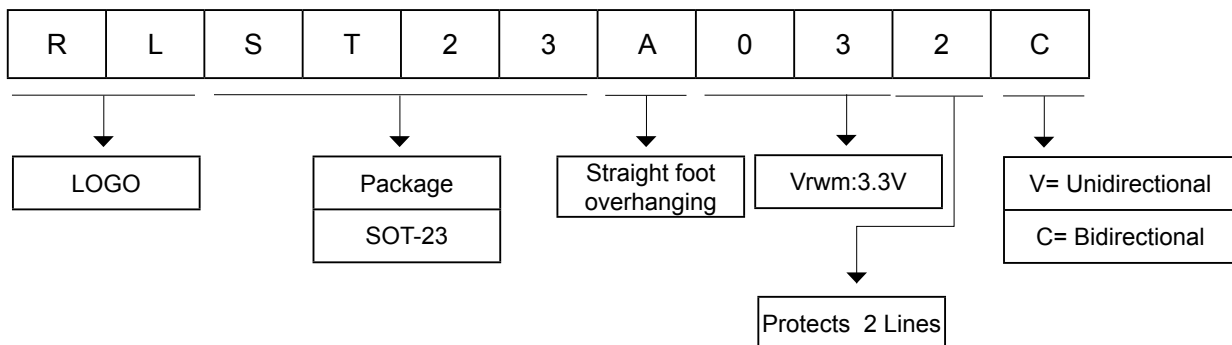 R L S T 2 3 A 0 3 2 C
LOGO
Package
SOT-23
Straight foot
overhanging
Vrwm:3.3V
V= Unidirectional
C= Bidirectional
Protects 2 Lines